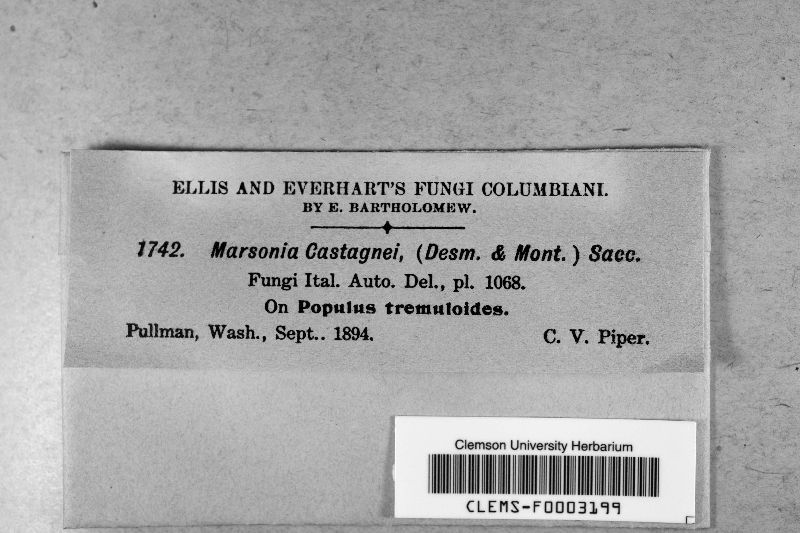 ELLIS AND EVERHART'S FUNGI COLUMBIANI.
BY E. BARTHOLOMEW.
1742. Marsonia Castagnei, (Desm. & Mont.) Sacc.
Fungi Ital. Auto. Del., pl. 1068.
On Populus tremuloides.
Pullman, Wash., Sept.. 1894. C. V. Piper.
Clemson University Herbarium
CLEMS-F0003199